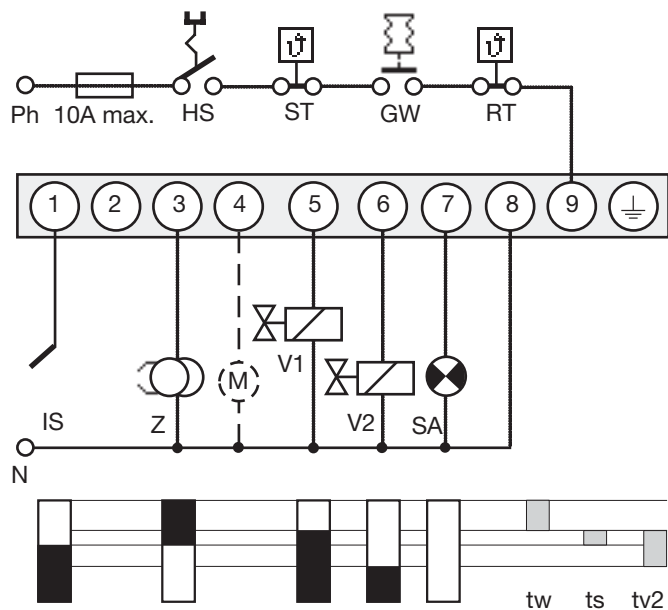 ϑ ϑ
Ph 10A max. HS ST GW RT
1 2 3 4 5 6 7 8 9
M
V1
V2
IS Z SA
N
tw ts tv2